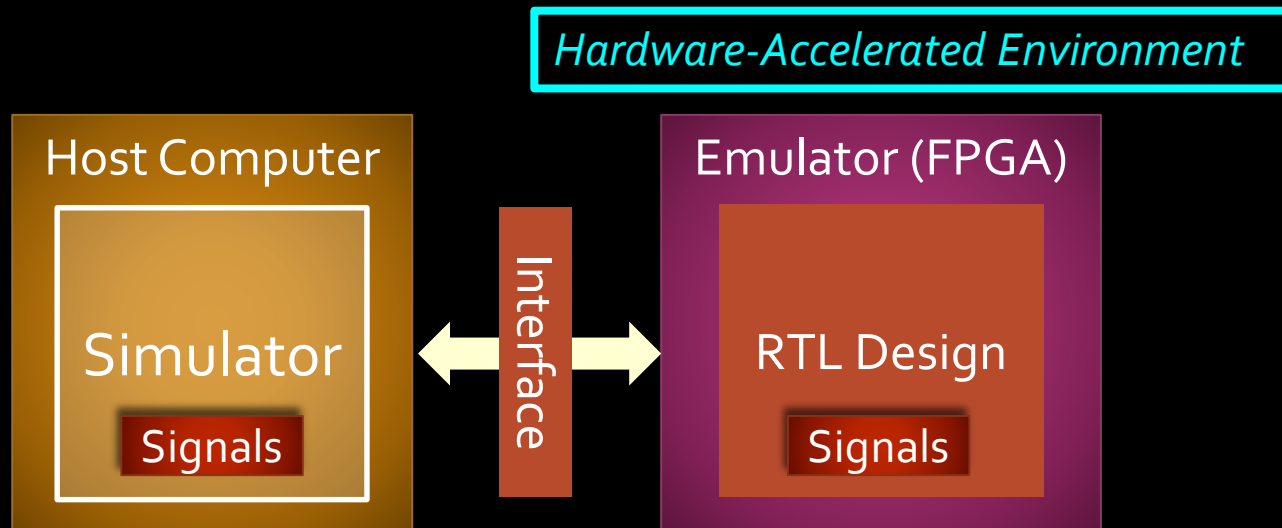 Hardware-Accelerated Environment
Host Computer
Simulator
Signals
Interface
Emulator (FPGA)
RTL Design
Signals